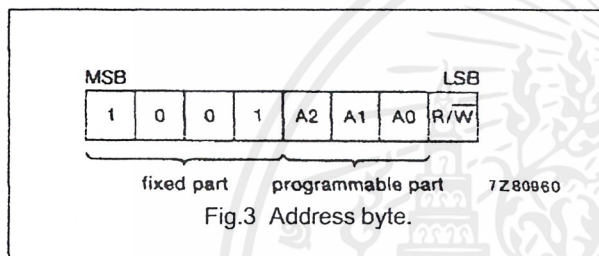 MSB LSB
1 0 0 1 A2 A1 A0 R/W̅
fixed part programmable part 7Z80960
Fig.3 Address byte.